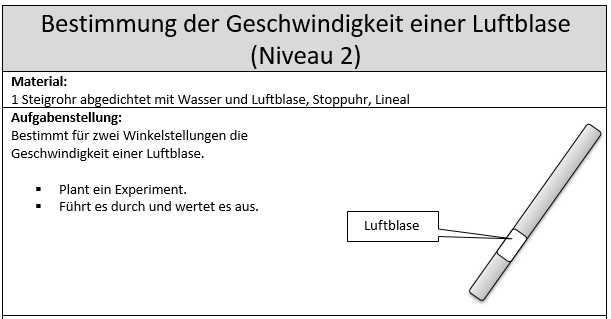 Bestimmung der Geschwindigkeit einer Luftblase
(Niveau 2)
Material:
1 Steigrohr abgedichtet mit Wasser und Luftblase, Stoppuhr, Lineal
Aufgabenstellung:
Bestimmt für zwei Winkelstellungen die
Geschwindigkeit einer Luftblase.
▪ Plant ein Experiment.
▪ Führt es durch und wertet es aus.
Luftblase